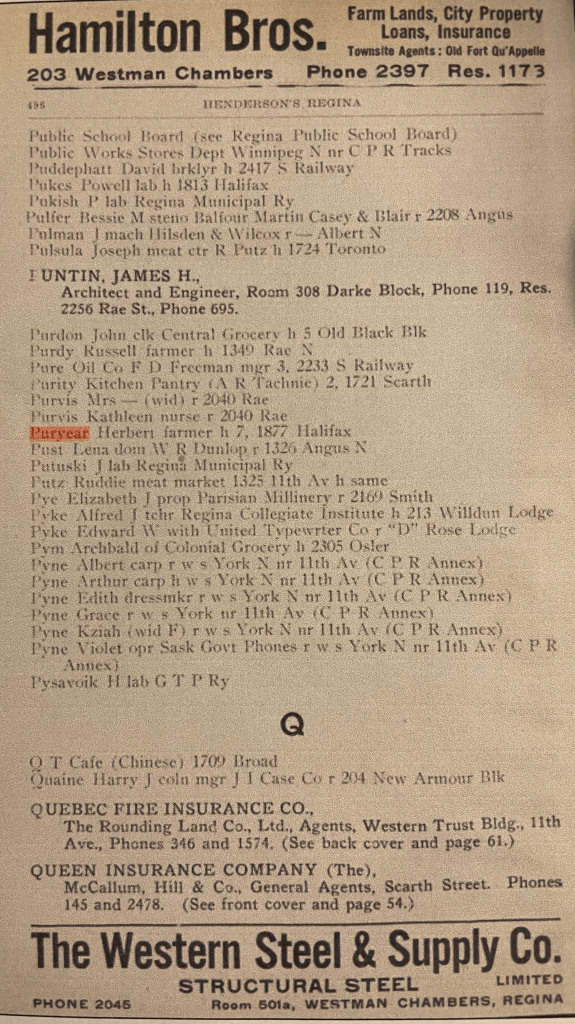 Hamilton Bros.
Farm Lands, City Property
Loans, Insurance
Townsite Agents: Old Fort Qu'Appelle
203 Westman Chambers Phone 2397 Res. 1173
496 HENDERSON'S REGINA
Public School Board (see Regina Public School Board)
Public Works Stores Dept Winnipeg N nr C P R Tracks
Puddephatt David brklyr h 2417 S Railway
Pukes Powell lab h 1813 Halifax
Pukish P lab Regina Municipal Ry
Pulfer Bessie M steno Balfour Martin Casey & Blair r 2208 Angus
Pulman J mach Hilsden & Wilcox r — Albert N
Pulsula Joseph meat ctr R Putz h 1724 Toronto
PUNTIN, JAMES H.,
Architect and Engineer, Room 308 Darke Block, Phone 119, Res.
2256 Rae St., Phone 695.
Purdon John clk Central Grocery h 5 Old Black Blk
Purdy Russell farmer h 1349 Rae N
Pure Oil Co F D Freeman mgr 3, 2233 S Railway
Purity Kitchen Pantry (A R Tachnie) 2, 1721 Scarth
Purvis Mrs — (wid) r 2040 Rae
Purvis Kathleen nurse r 2040 Rae
Puryear Herbert farmer h 7, 1877 Halifax
Pust Lena dom W R Dunlop r 1326 Angus N
Putuski J lab Regina Municipal Ry
Putz Ruddie meat market 1325 11th Av h same
Pye Elizabeth J prop Parisian Millinery r 2169 Smith
Pyke Alfred J tchr Regina Collegiate Institute h 213 Willdun Lodge
Pyke Edward W with United Typewrter Co r "D" Rose Lodge
Pym Archbald of Colonial Grocery h 2305 Osler
Pyne Albert carp r w s York N nr 11th Av (C P R Annex)
Pyne Arthur carp h w s York N nr 11th Av (C P R Annex)
Pyne Edith dressmkr r w s York N nr 11th Av (C P R Annex)
Pyne Grace r w s York nr 11th Av (C P R Annex)
Pyne Kziah (wid F) r w s York N nr 11th Av (C P R Annex)
Pyne Violet opr Sask Govt Phones r w s York N nr 11th Av (C P R
Annex)
Pysavoik H lab G T P Ry
Q
Q T Cafe (Chinese) 1709 Broad
Quaine Harry J coln mgr J I Case Co r 204 New Armour Blk
QUEBEC FIRE INSURANCE CO.,
The Rounding Land Co., Ltd., Agents, Western Trust Bldg., 11th
Ave., Phones 346 and 1574. (See back cover and page 61.)
QUEEN INSURANCE COMPANY (The),
McCallum, Hill & Co., General Agents, Scarth Street. Phones
145 and 2478. (See front cover and page 54.)
The Western Steel & Supply Co.
LIMITED
STRUCTURAL STEEL
PHONE 2045 Room 501a, WESTMAN CHAMBERS, REGINA